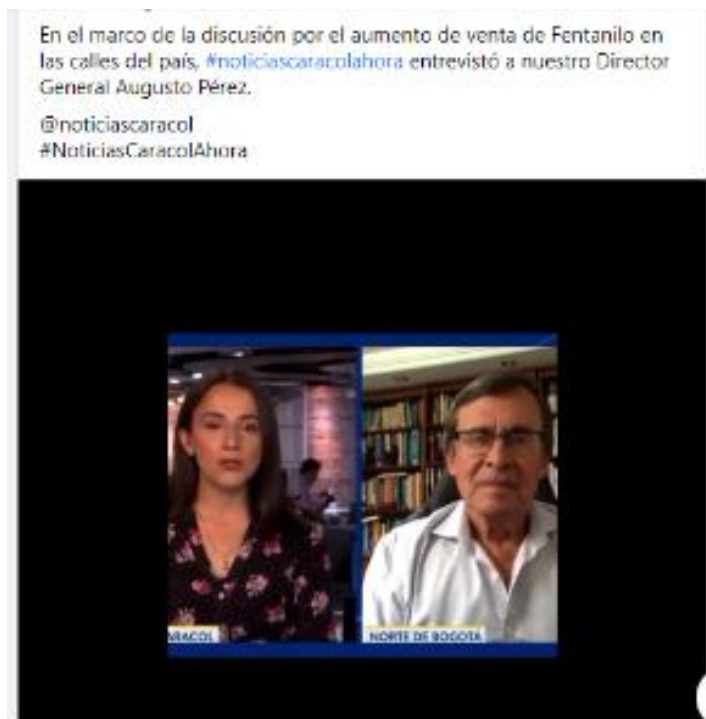 En el marco de la discusión por el aumento de venta de Fentanilo en
las calles del país, #noticiascaracolahora entrevistó a nuestro Director
General Augusto Pérez.
@noticiascaracol
#NoticiasCaracolAhora
NORTE DE BOGOTÁ